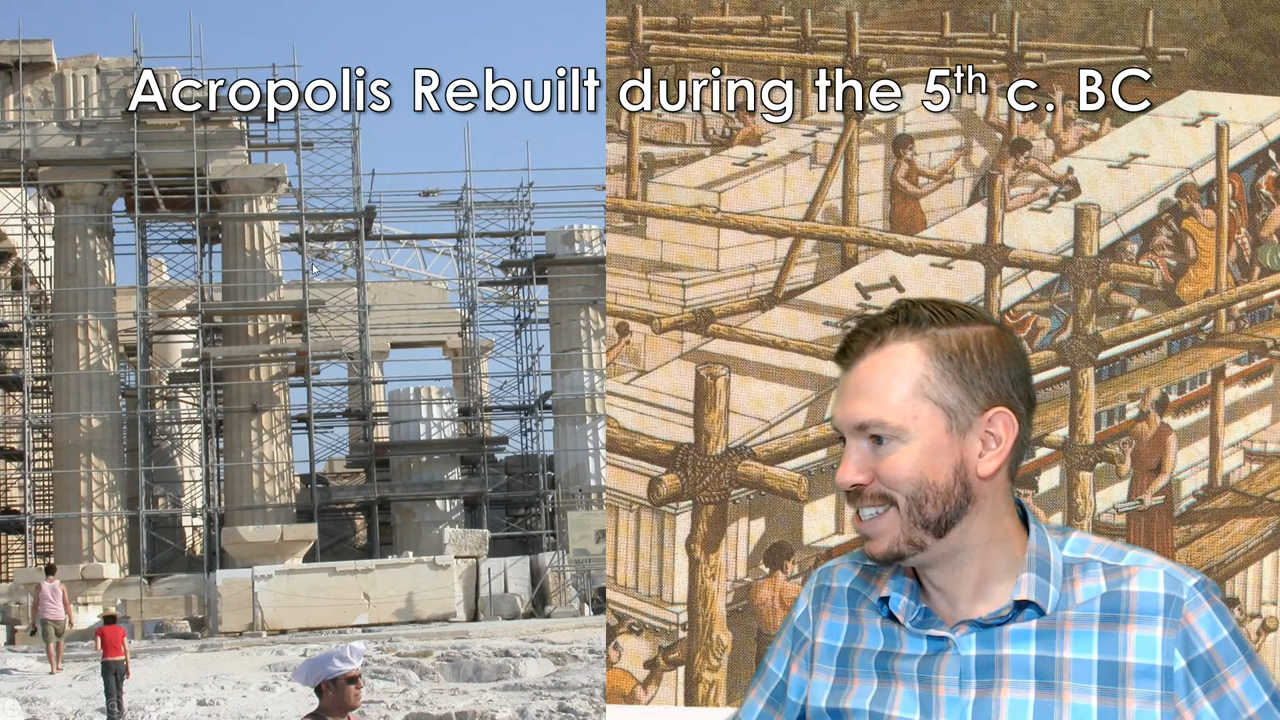 Acropolis Rebuilt during the 5th c. BC